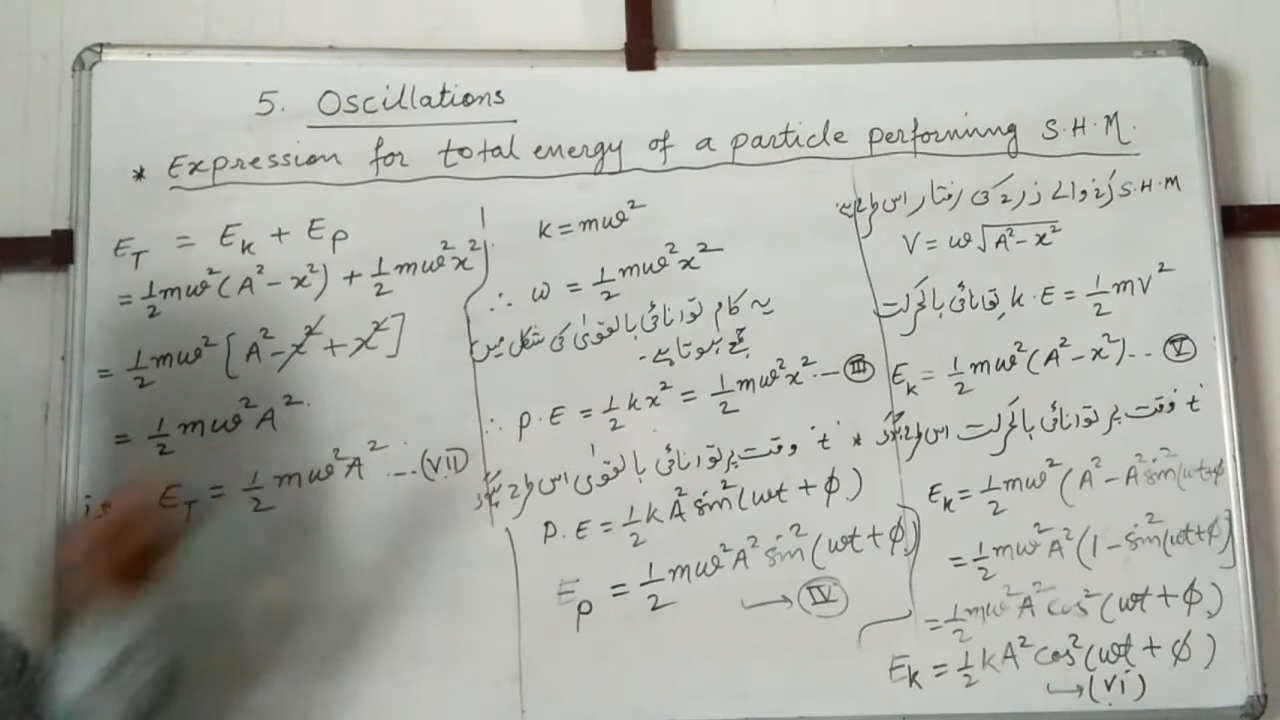 5. Oscillations
* Expression for total energy of a particle performing S.H.M.
E_T = E_k + E_p
= 1/2 mω²(A² - x²) + 1/2 mω²x²
= 1/2 mω² [A² - x² + x²]
= 1/2 mω²A².
i.e E_T = 1/2 mω²A² ... (VII)
k = mω²
∴ ω = 1/2 mω²x²
یہ کام توانائی بالقویٰ کی شکل میں
جمع ہوتا ہے۔
∴ P.E = 1/2 kx² = 1/2 mω²x² ... (III)
* 't' وقت پر توانائی بالقویٰ اس طرح ہوگی
P.E = 1/2 kA² sin²(ωt + φ)
E_p = 1/2 mω²A² sin²(ωt + φ)
→ (IV)
S.H.M کرنے والے ذرے کی رفتار اس طرح ہے
V = ω√(A² - x²)
توانائی بالحرکت, K.E = 1/2 mV²
E_k = 1/2 mω²(A² - x²) ... (V)
't' وقت پر توانائی بالحرکت اس طرح ہوگی
E_k = 1/2 mω²(A² - A² sin²(ωt+φ
= 1/2 mω²A²(1 - sin²(ωt+φ)
= 1/2 mω²A² cos²(ωt + φ)
E_k = 1/2 kA² cos²(ωt + φ)
→ (VI)